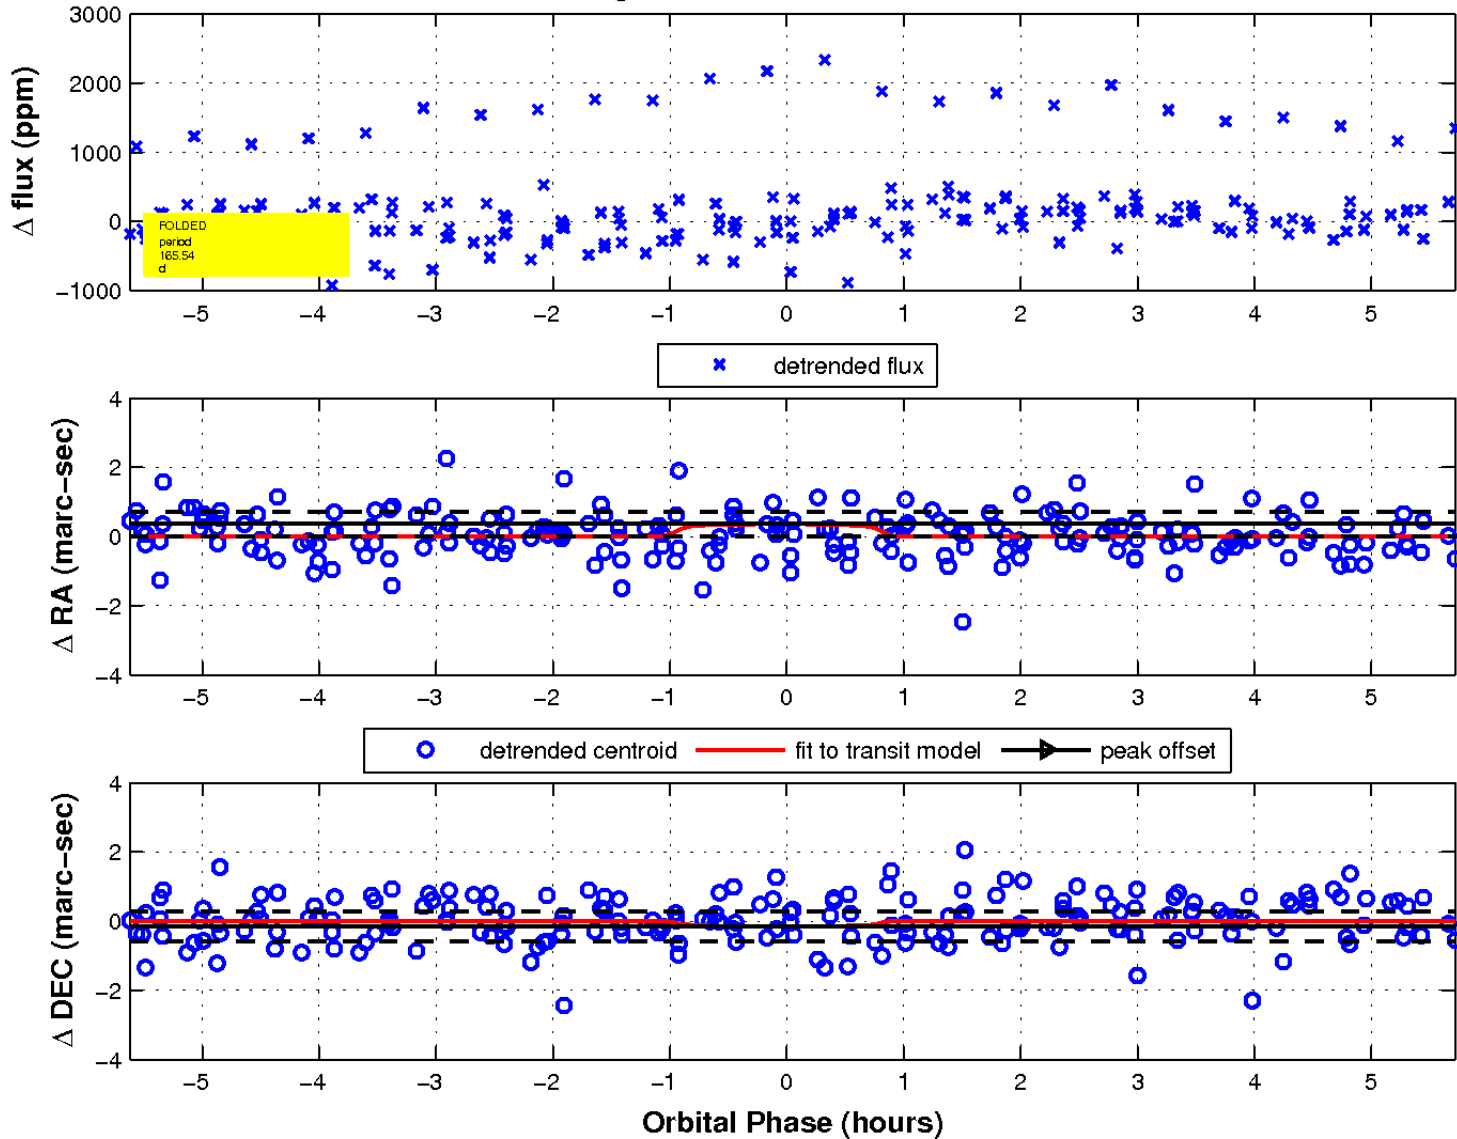 3000
2000
1000
0
−1000
Δ flux (ppm)
FOLDED
period
165.54
d
−5 −4 −3 −2 −1 0 1 2 3 4 5
detrended flux
4
2
0
−2
−4
Δ RA (marc−sec)
−5 −4 −3 −2 −1 0 1 2 3 4 5
detrended centroid fit to transit model peak offset
4
2
0
−2
−4
Δ DEC (marc−sec)
−5 −4 −3 −2 −1 0 1 2 3 4 5
Orbital Phase (hours)